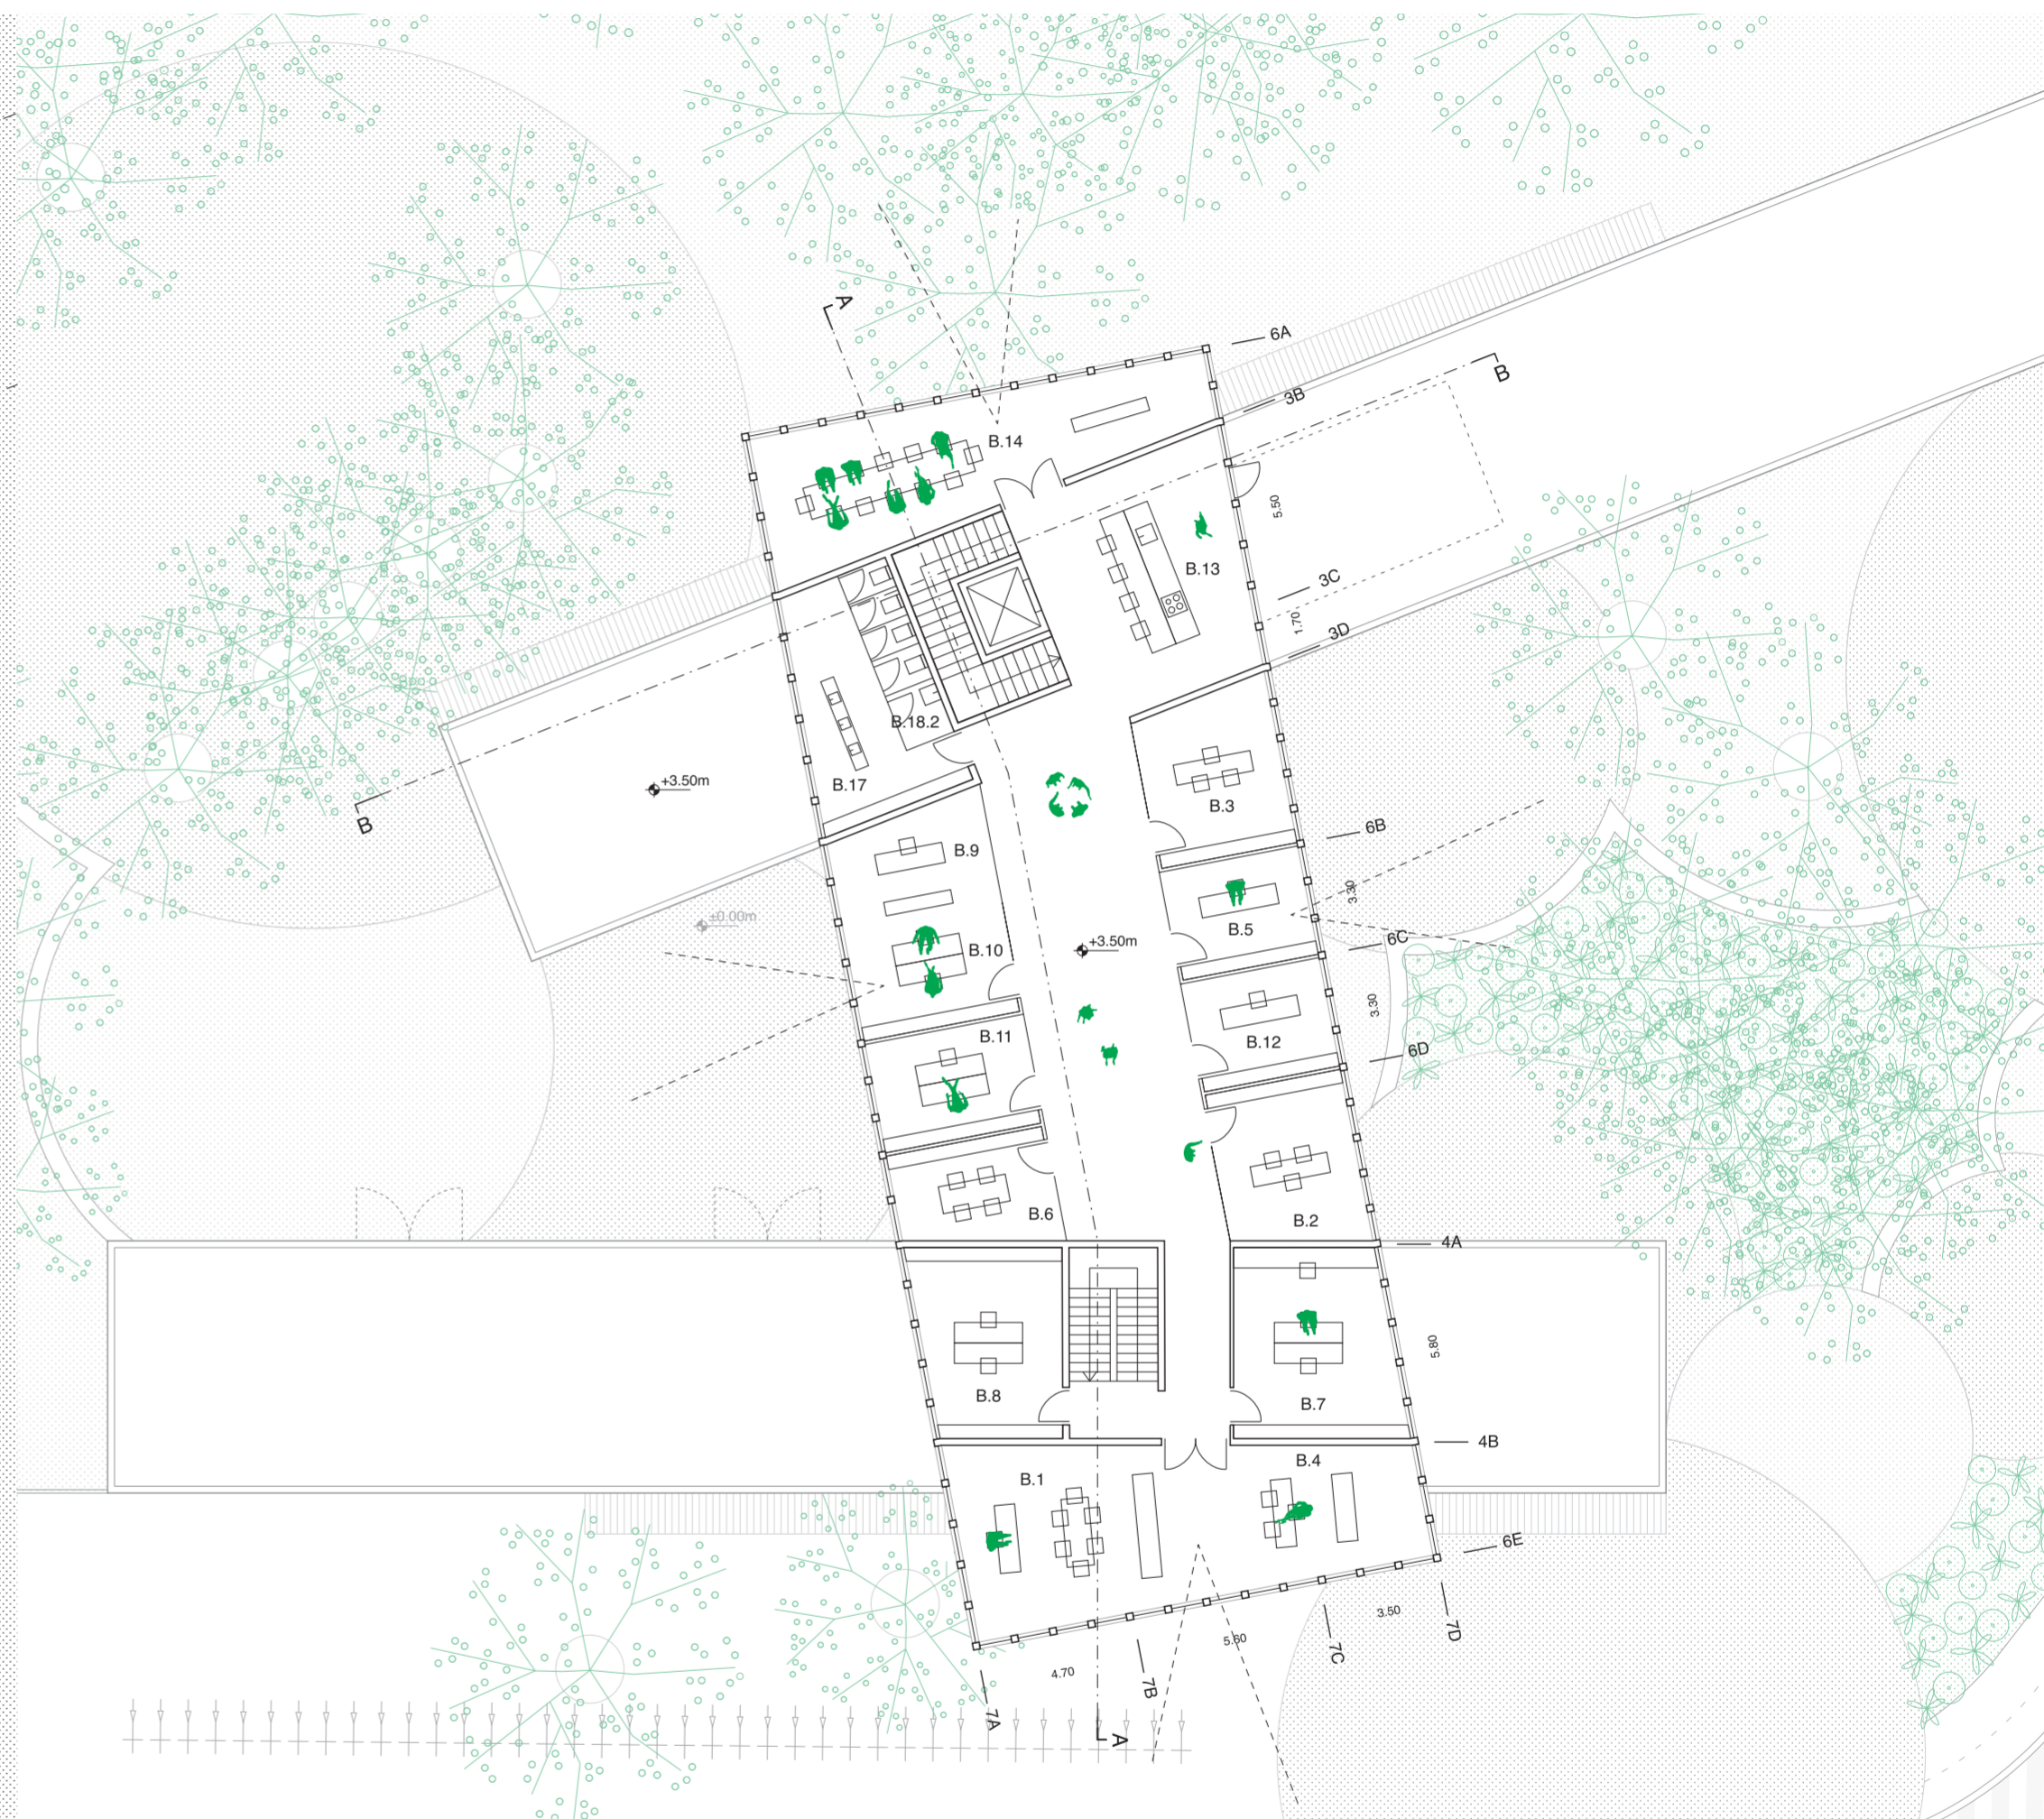 A
6A
B
3B
B.14
5.50
B.13
3C
1.70
3D
B.18.2
B.17
+3.50m
B
B.3
6B
B.9
3.30
±0.00m
B.5
B.10
+3.50m
6C
3.30
B.11
B.12
6D
B.6
B.2
4A
5.80
B.8
B.7
4B
B.4
B.1
6E
3.50
7D
5.60
7C
4.70
7B
7A
A